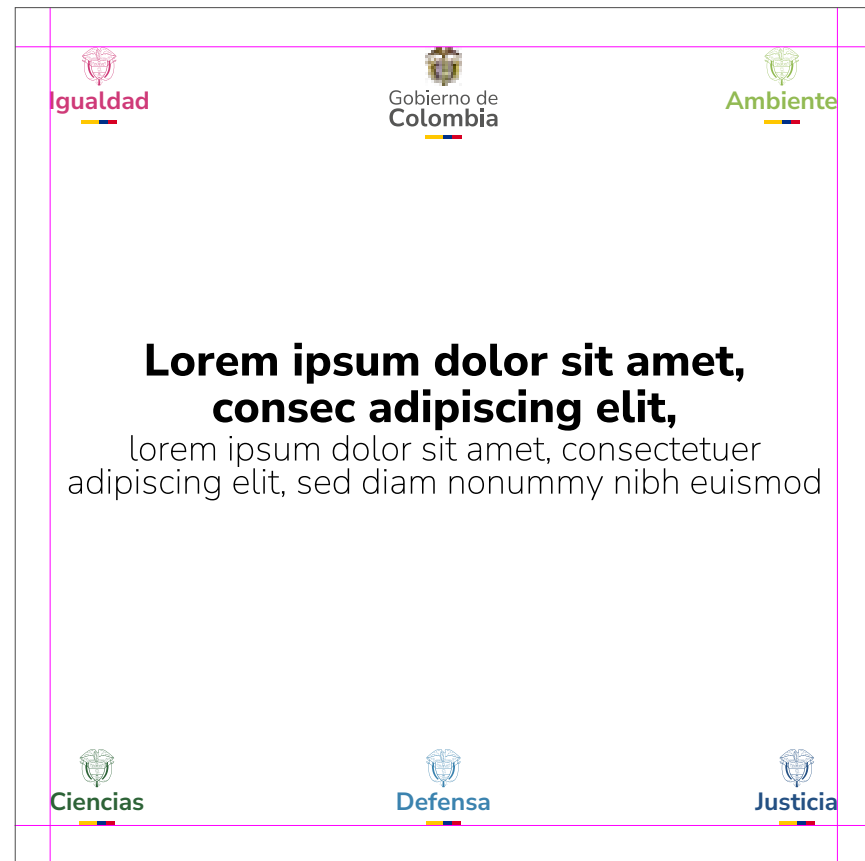 Igualdad
Gobierno de
Colombia
Ambiente
Lorem ipsum dolor sit amet,
consec adipiscing elit,
lorem ipsum dolor sit amet, consectetuer
adipiscing elit, sed diam nonummy nibh euismod
Ciencias
Defensa
Justicia